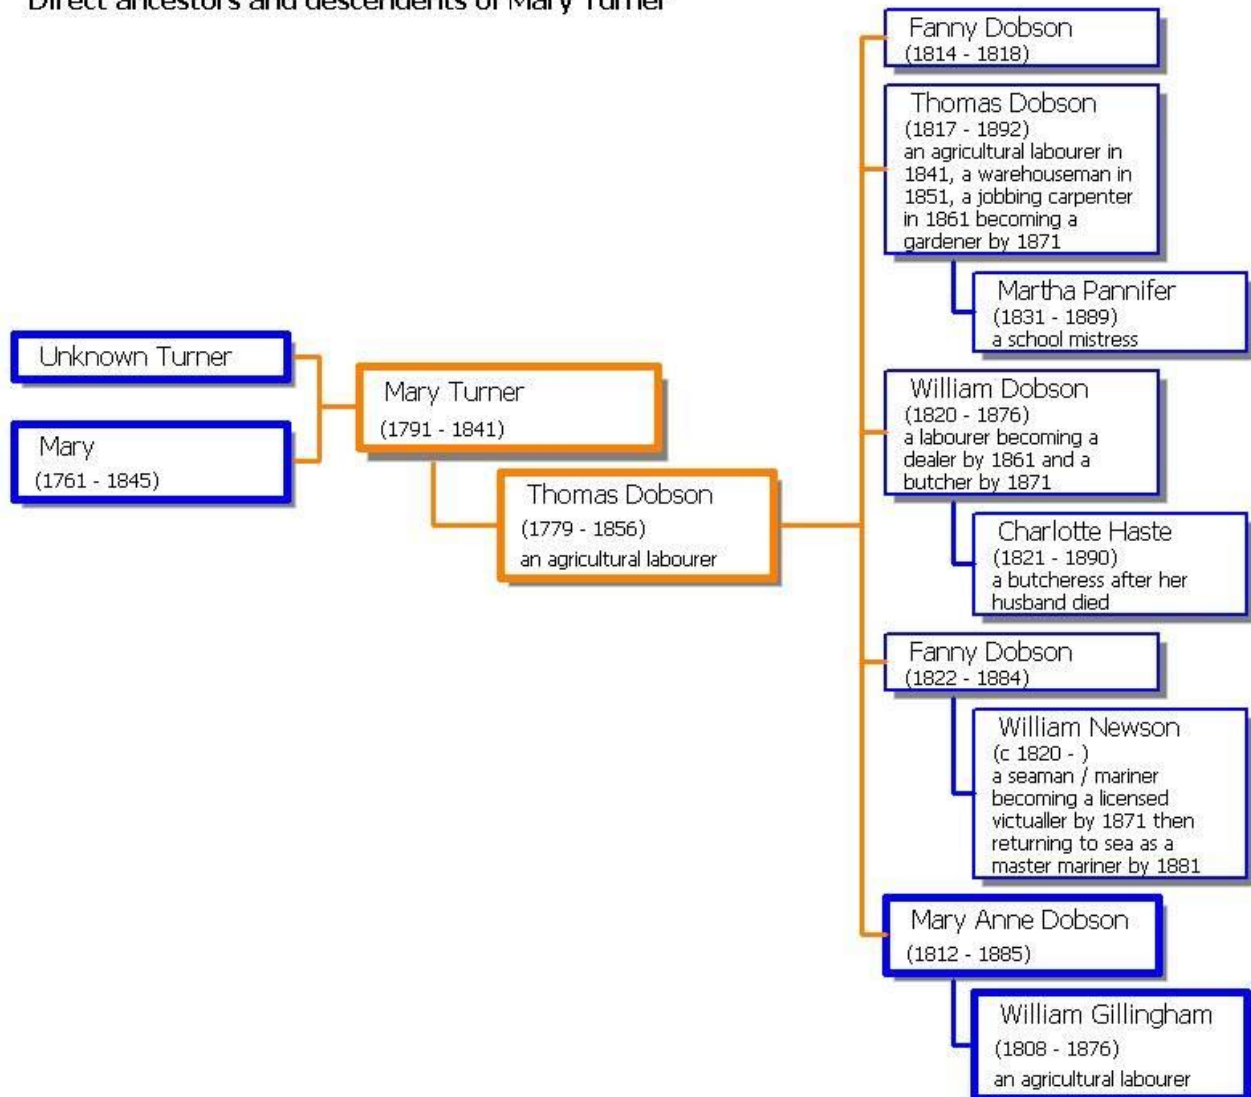 Direct ancestors and descendents of Mary Turner
Unknown Turner
Mary
(1761 - 1845)
Mary Turner
(1791 - 1841)
Thomas Dobson
(1779 - 1856)
an agricultural labourer
Fanny Dobson
(1814 - 1818)
Thomas Dobson
(1817 - 1892)
an agricultural labourer in
1841, a warehouseman in
1851, a jobbing carpenter
in 1861 becoming a
gardener by 1871
Martha Pannifer
(1831 - 1889)
a school mistress
William Dobson
(1820 - 1876)
a labourer becoming a
dealer by 1861 and a
butcher by 1871
Charlotte Haste
(1821 - 1890)
a butcheress after her
husband died
Fanny Dobson
(1822 - 1884)
William Newson
(c 1820 - )
a seaman / mariner
becoming a licensed
victualler by 1871 then
returning to sea as a
master mariner by 1881
Mary Anne Dobson
(1812 - 1885)
William Gillingham
(1808 - 1876)
an agricultural labourer